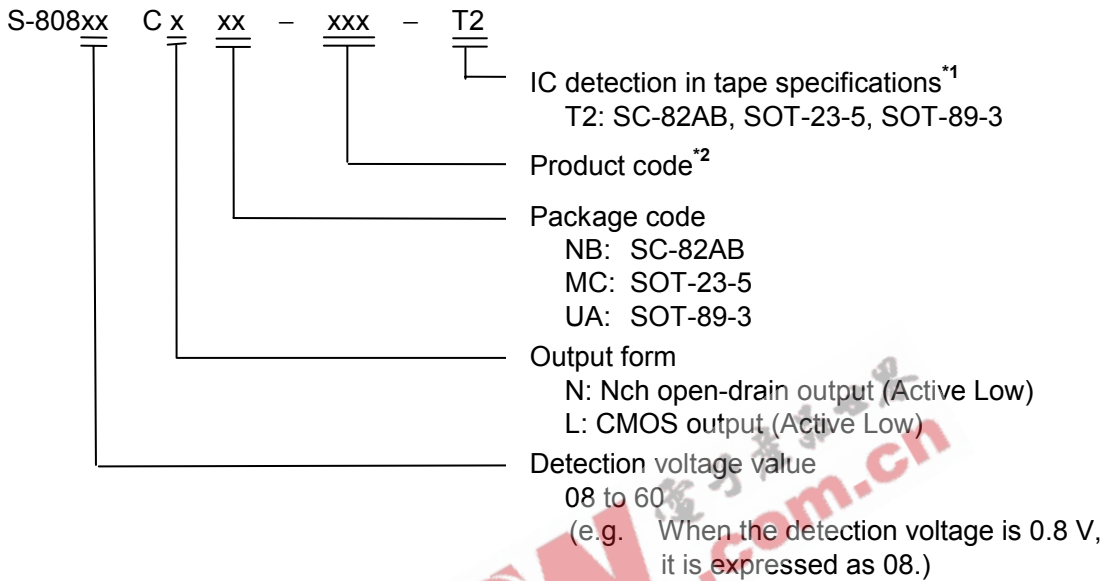 S-808xx C x xx – xxx – T2
IC detection in tape specifications*1
T2: SC-82AB, SOT-23-5, SOT-89-3
Product code*2
Package code
NB: SC-82AB
MC: SOT-23-5
UA: SOT-89-3
Output form
N: Nch open-drain output (Active Low)
L: CMOS output (Active Low)
Detection voltage value
08 to 60
(e.g. When the detection voltage is 0.8 V,
it is expressed as 08.)
.com.cn